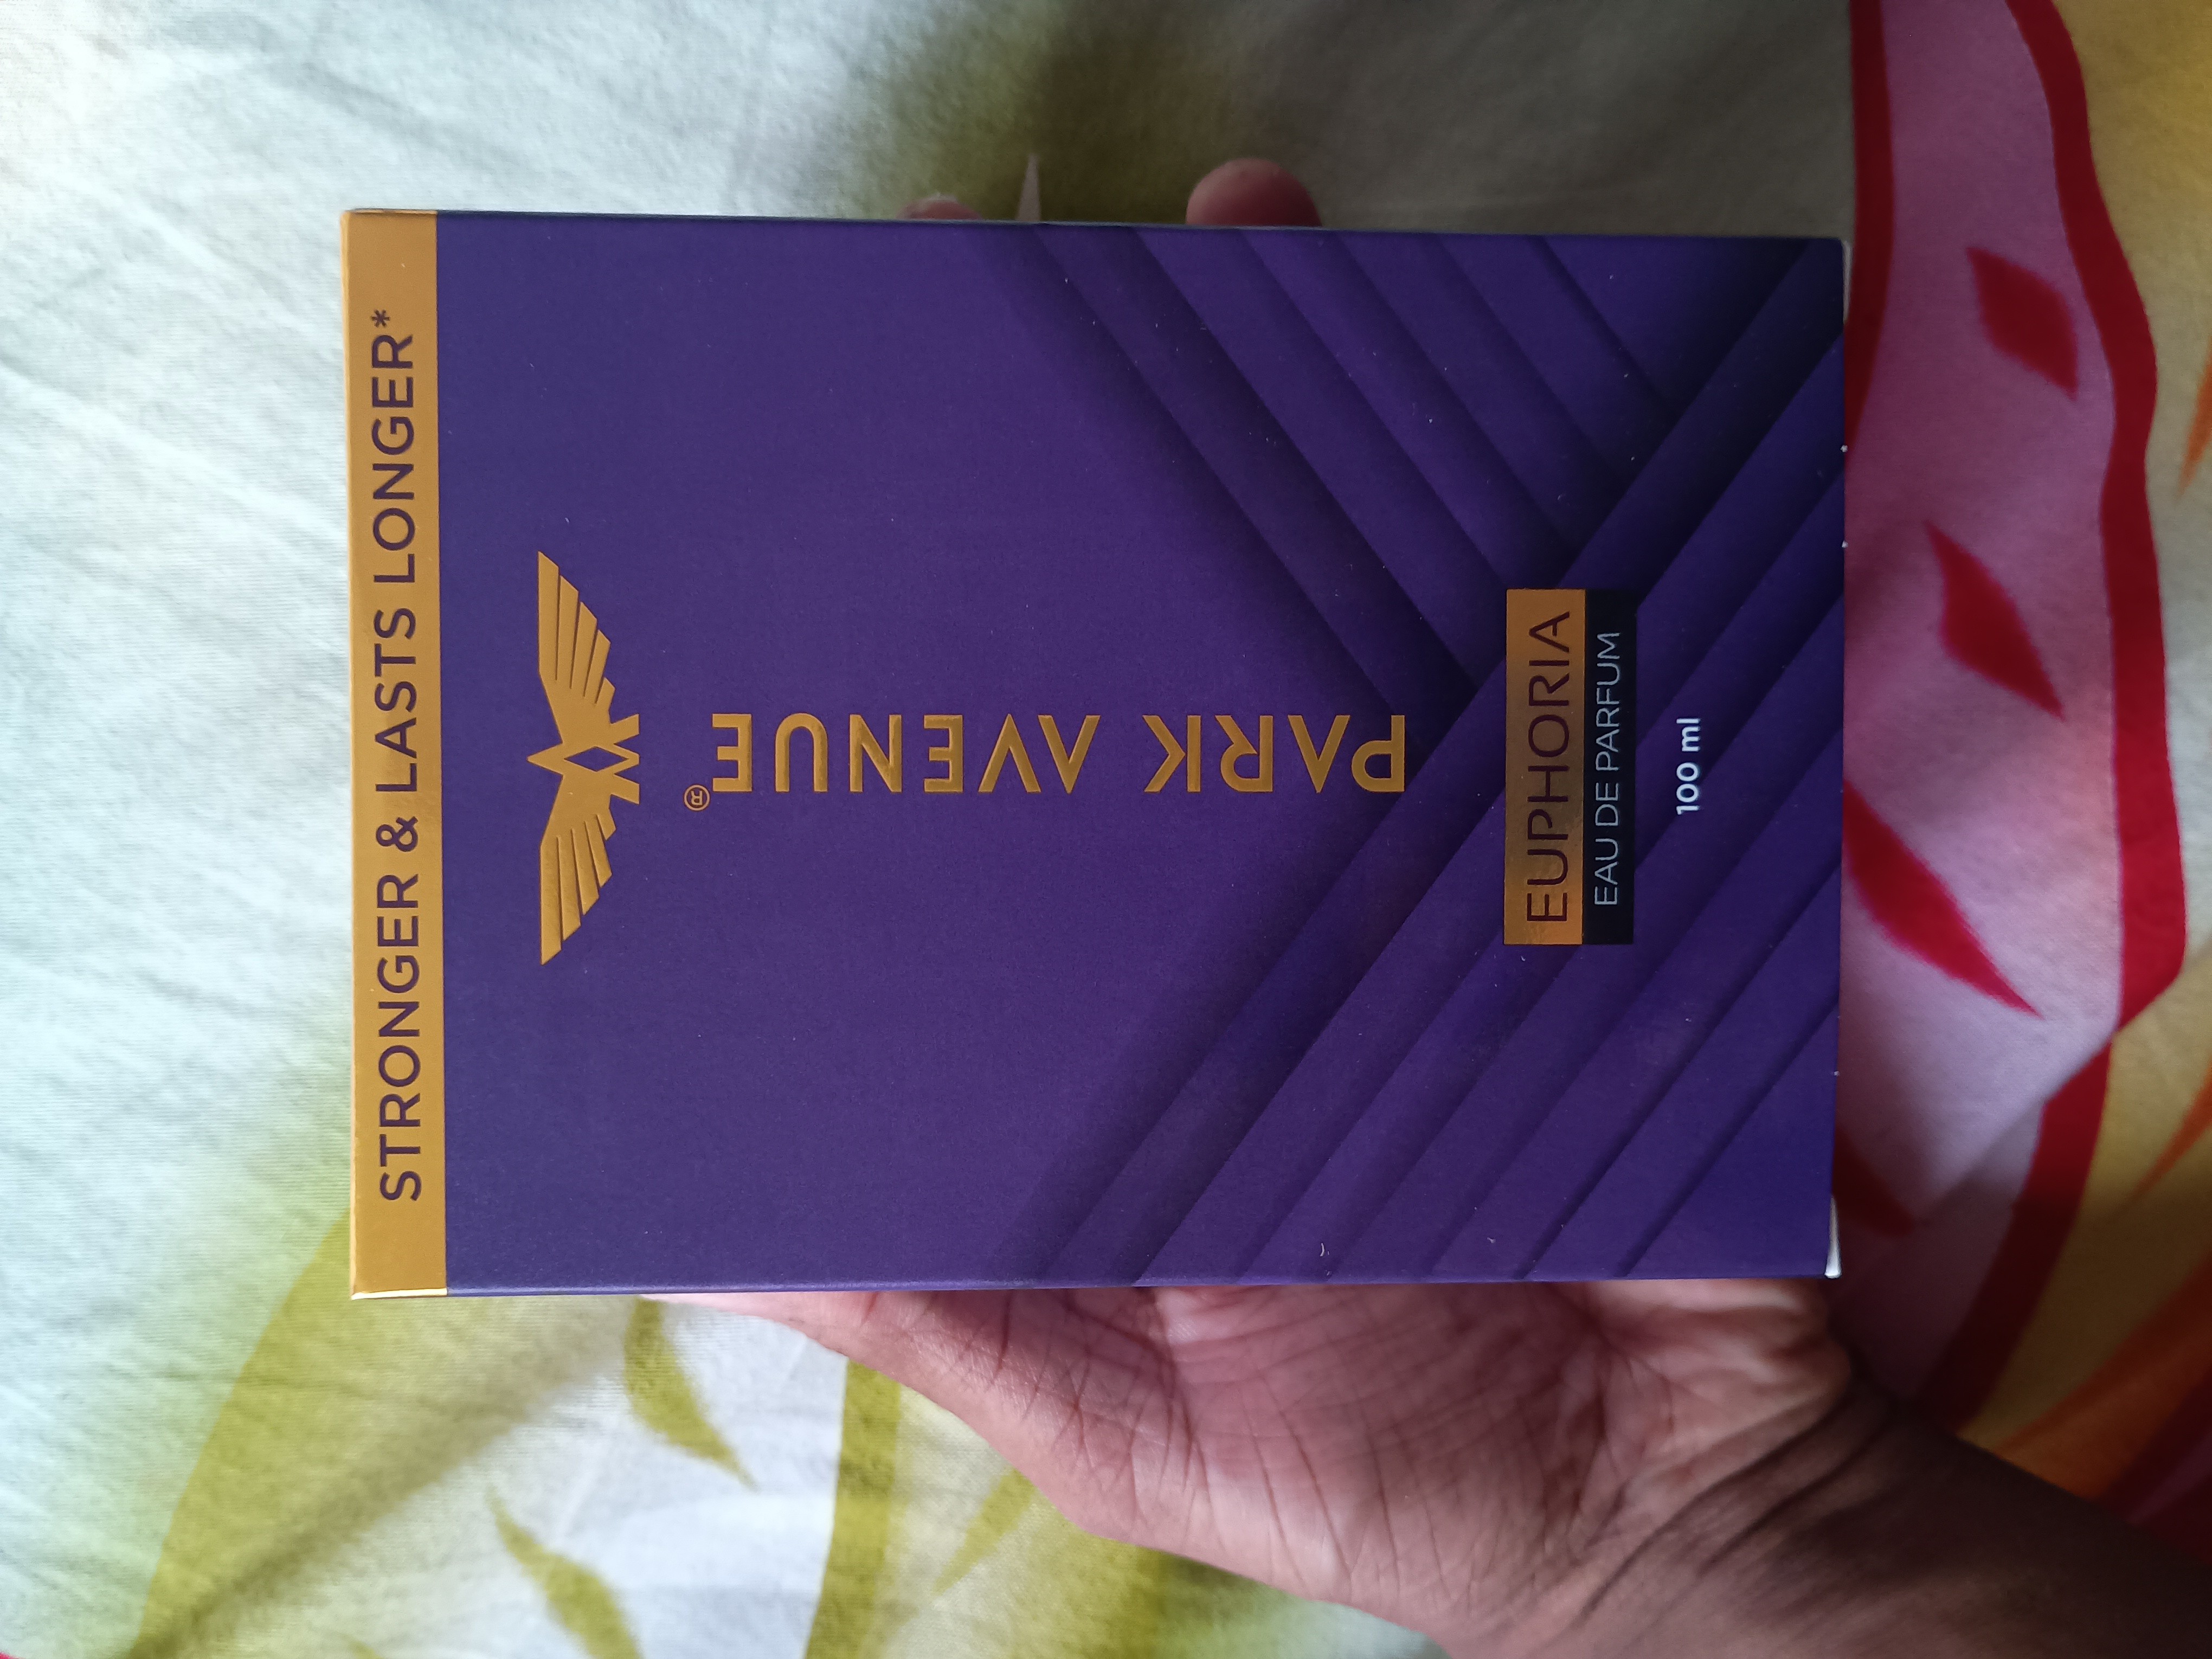 STRONGER & LASTS LONGER*
PARK AVENUE®
EUPHORIA
EAU DE PARFUM
100 ml